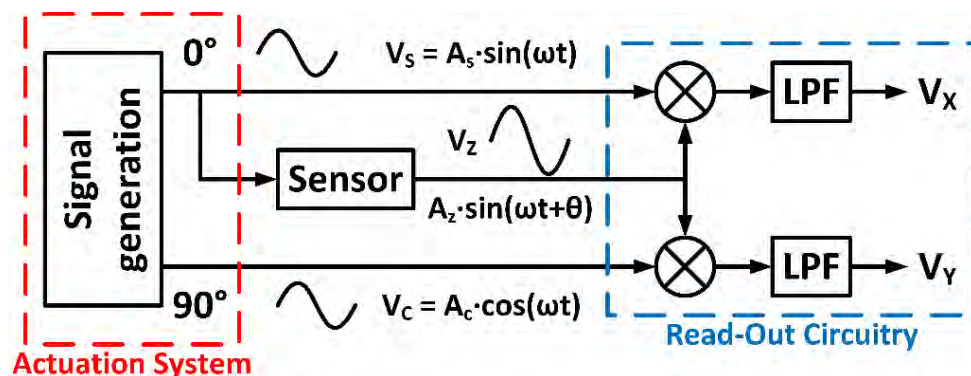 0°
V_S = A_s·sin(ωt)
LPF
V_X
Signal
generation
V_Z
Sensor
A_z·sin(ωt+θ)
90°
V_C = A_c·cos(ωt)
LPF
V_Y
Read-Out Circuitry
Actuation System